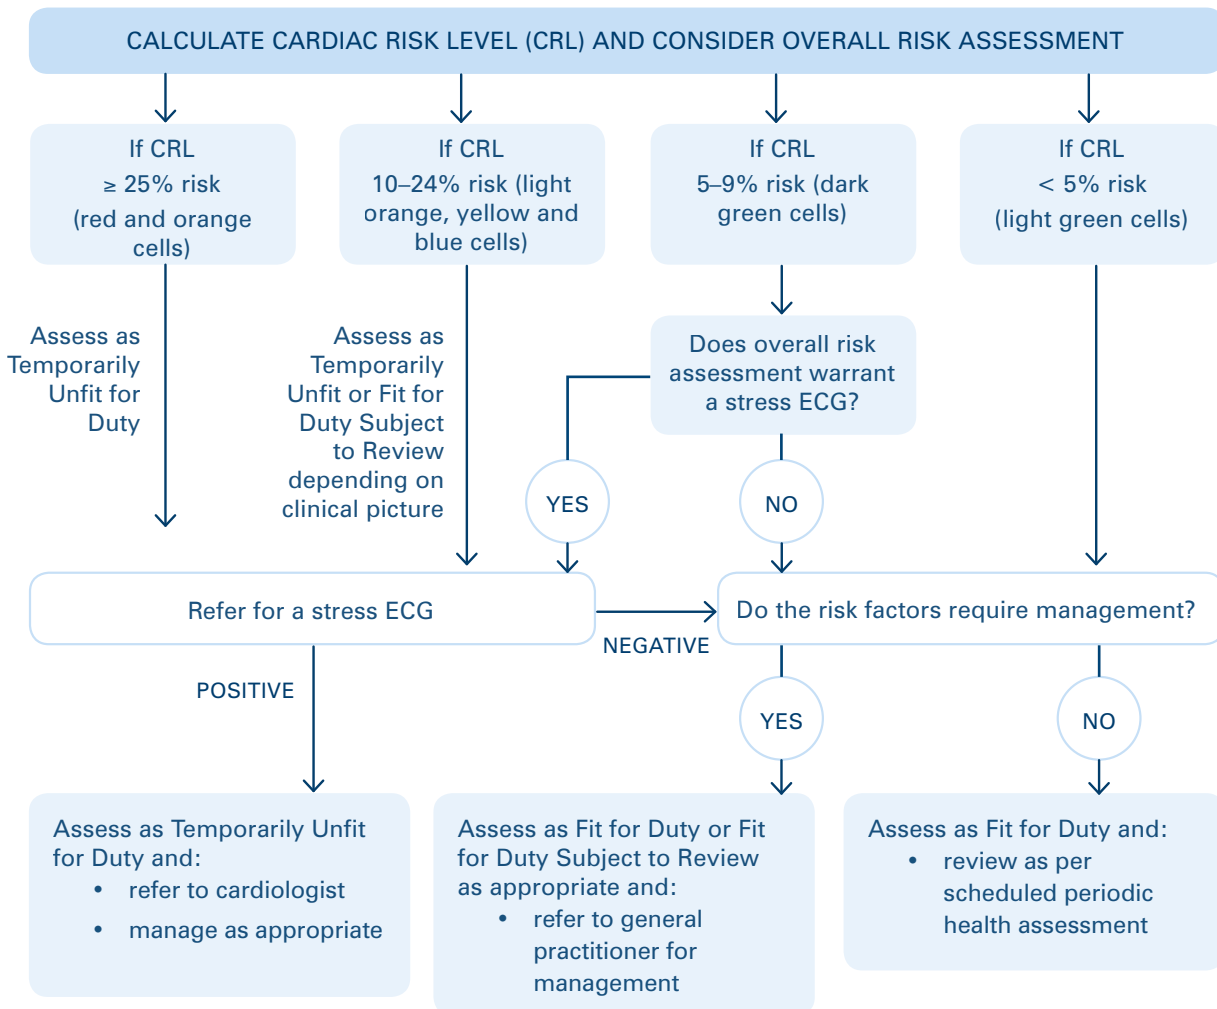 CALCULATE CARDIAC RISK LEVEL (CRL) AND CONSIDER OVERALL RISK ASSESSMENT
If CRL
≥ 25% risk
(red and orange
cells)
If CRL
10–24% risk (light
orange, yellow and
blue cells)
If CRL
5–9% risk (dark
green cells)
If CRL
< 5% risk
(light green cells)
Assess as
Temporarily
Unfit for
Duty
Assess as
Temporarily
Unfit or Fit for
Duty Subject
to Review
depending on
clinical picture
Does overall risk
assessment warrant
a stress ECG?
YES
NO
Refer for a stress ECG
NEGATIVE
Do the risk factors require management?
POSITIVE
YES
NO
Assess as Temporarily Unfit
for Duty and:
• refer to cardiologist
• manage as appropriate
Assess as Fit for Duty or Fit
for Duty Subject to Review
as appropriate and:
• refer to general
practitioner for
management
Assess as Fit for Duty and:
• review as per
scheduled periodic
health assessment